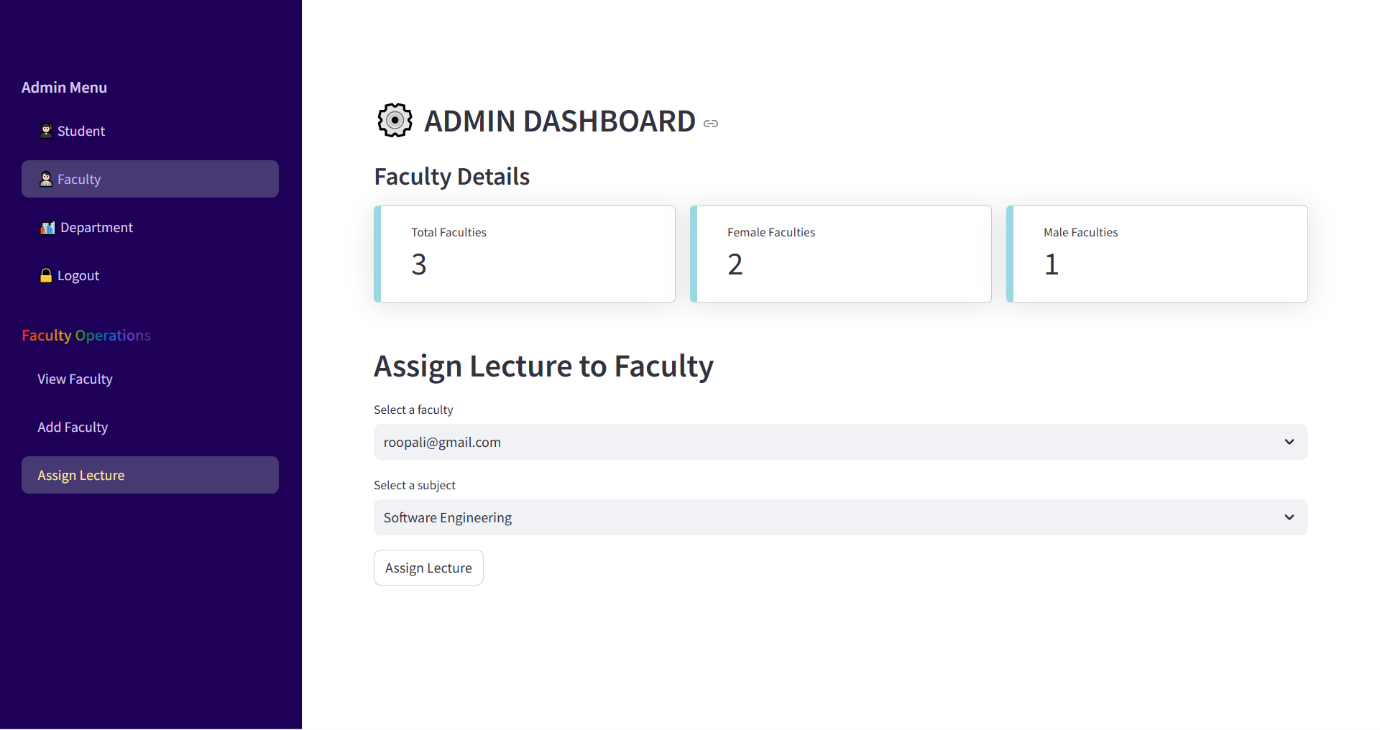 Admin Menu
Student
Faculty
Department
Logout
Faculty Operations
View Faculty
Add Faculty
Assign Lecture
ADMIN DASHBOARD
Faculty Details
Total Faculties
3
Female Faculties
2
Male Faculties
1
Assign Lecture to Faculty
Select a faculty
roopali@gmail.com
Select a subject
Software Engineering
Assign Lecture